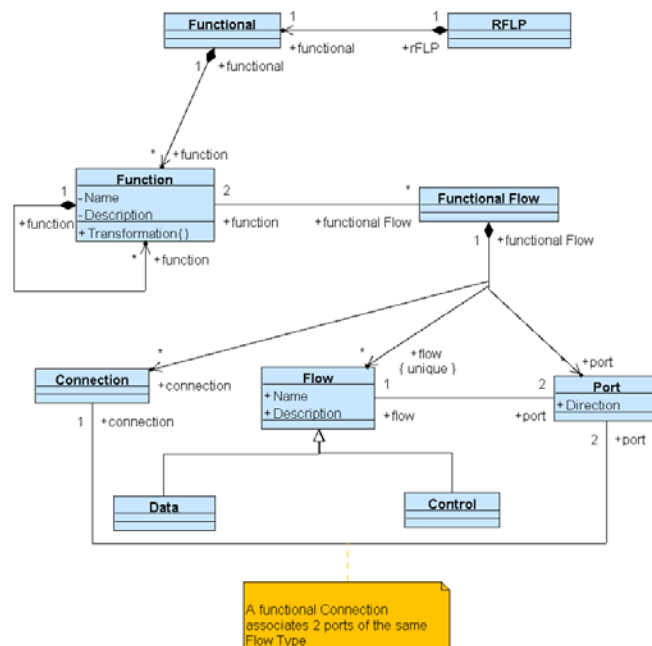 Functional
RFLP
1
1
+functional
+rFLP
1
+functional
*
+function
Function
- Name
- Description
+ Transformation( )
1
+function
*
+function
2
+function
*
+functional Flow
Functional Flow
1
+functional Flow
*
+connection
*
+flow
{ unique }
+port
Connection
1
+connection
Flow
+ Name
+ Description
1
+flow
2
+port
Port
+ Direction
2
+port
Data
Control
A functional Connection
associates 2 ports of the same
Flow Type